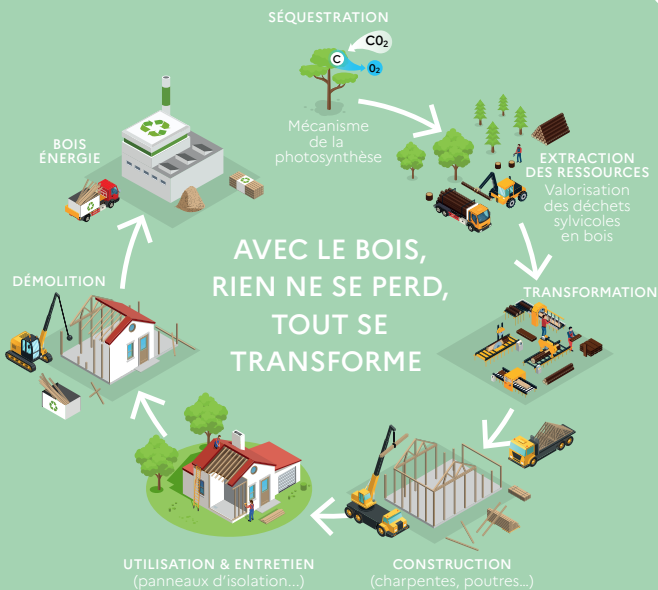 SÉQUESTRATION
CO₂
C
O₂
Mécanisme
de la
photosynthèse
EXTRACTION
DES RESSOURCES
Valorisation
des déchets
sylvicoles
en bois
TRANSFORMATION
CONSTRUCTION
(charpentes, poutres...)
UTILISATION & ENTRETIEN
(panneaux d'isolation...)
DÉMOLITION
BOIS
ÉNERGIE
AVEC LE BOIS,
RIEN NE SE PERD,
TOUT SE
TRANSFORME